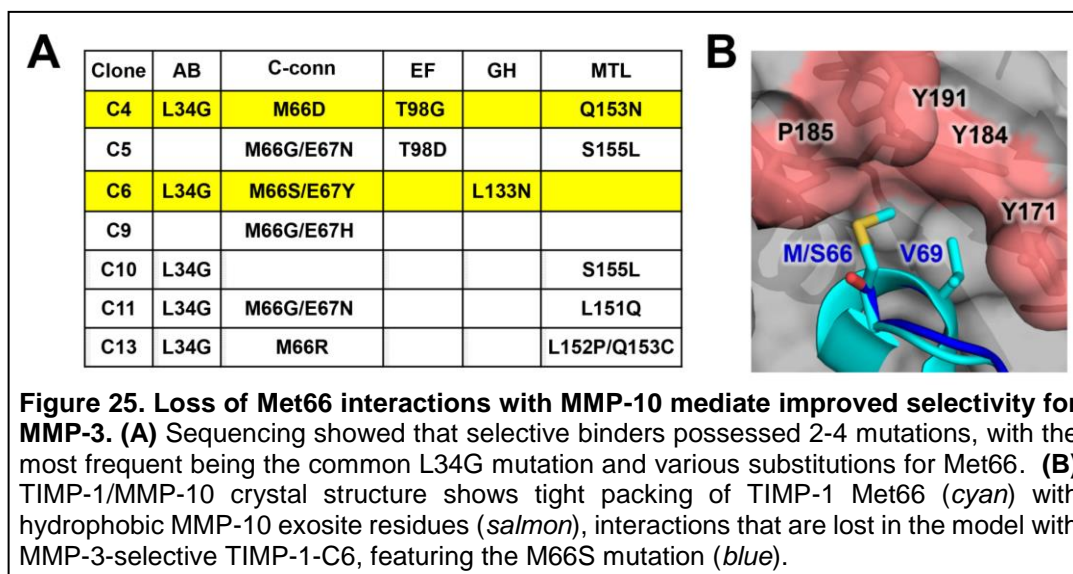 A
Clone AB C-conn EF GH MTL
C4 L34G M66D T98G Q153N
C5 M66G/E67N T98D S155L
C6 L34G M66S/E67Y L133N
C9 M66G/E67H
C10 L34G S155L
C11 L34G M66G/E67N L151Q
C13 L34G M66R L152P/Q153C
B
Y191
P185
Y184
Y171
M/S66
V69
Figure 25. Loss of Met66 interactions with MMP-10 mediate improved selectivity for
MMP-3. (A) Sequencing showed that selective binders possessed 2-4 mutations, with the
most frequent being the common L34G mutation and various substitutions for Met66. (B)
TIMP-1/MMP-10 crystal structure shows tight packing of TIMP-1 Met66 (cyan) with
hydrophobic MMP-10 exosite residues (salmon), interactions that are lost in the model with
MMP-3-selective TIMP-1-C6, featuring the M66S mutation (blue).